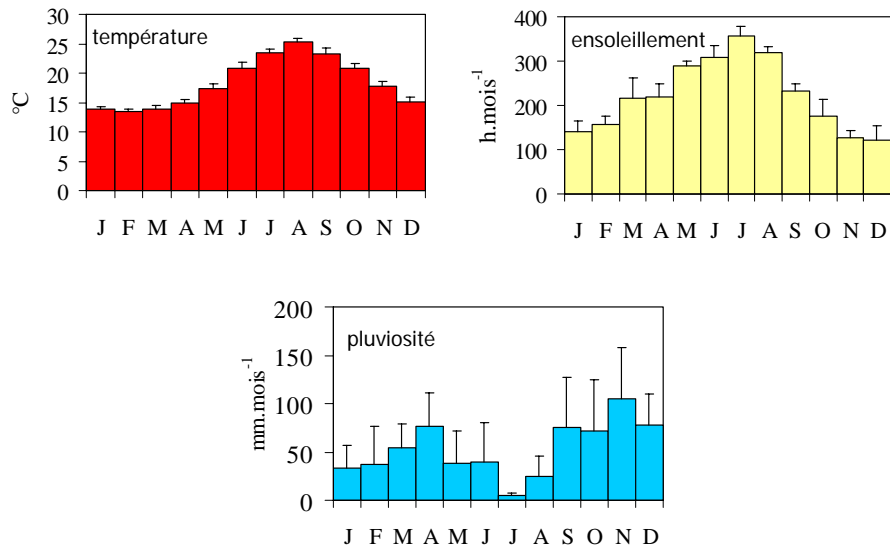 température
30
25
20
15
10
5
0
°C
J F M A M J J A S O N D
ensoleillement
400
300
200
100
0
h.mois-1
J F M A M J J A S O N D
pluviosité
200
150
100
50
0
mm.mois-1
J F M A M J J A S O N D